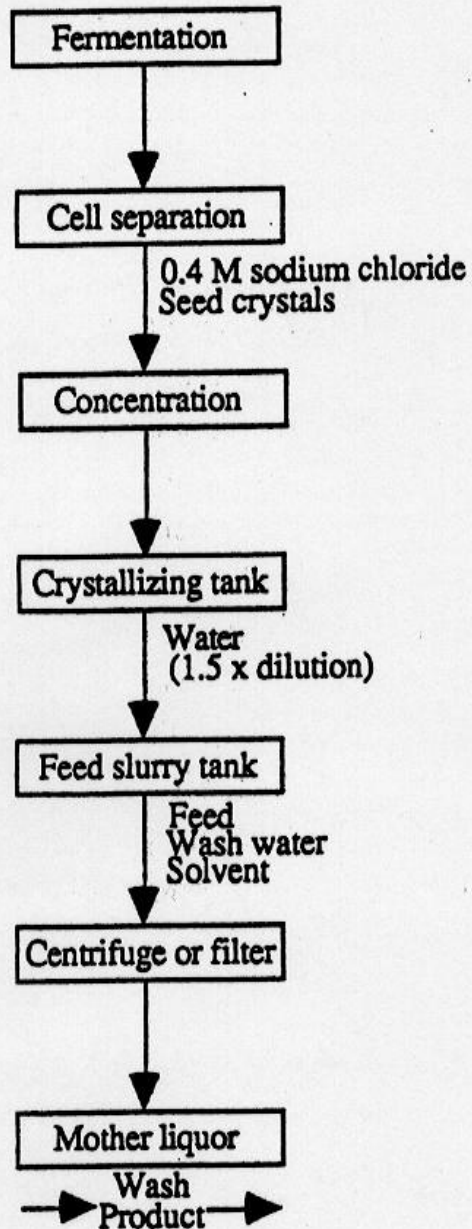 Fermentation
Cell separation
0.4 M sodium chloride
Seed crystals
Concentration
Crystallizing tank
Water
(1.5 x dilution)
Feed slurry tank
Feed
Wash water
Solvent
Centrifuge or filter
Mother liquor
Wash
Product